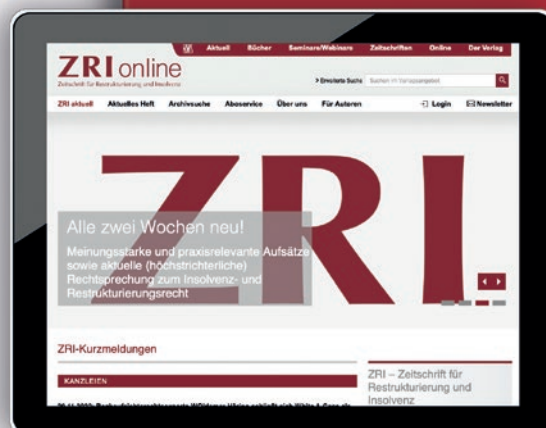 Aktuell Bücher Seminare/Webinare Zeitschriften Online Der Verlag
ZRI online
Zeitschrift für Restrukturierung und Insolvenz
> Erweiterte Suche Suchen im
ZRI aktuell Aktuelles Heft Archivsuche Aboservice Über uns Für Autoren Login Newsletter
ZRI
Alle zwei Wochen neu!
Meinungsstarke und praxisrelevante Aufsätze
sowie aktuelle (höchstrichterliche)
Rechtsprechung zum Insolvenz- und
Restrukturierungsrecht
ZRI-Kurzmeldungen
KANZLEIEN
ZRI – Zeitschrift für
Restrukturierung und
Insolvenz